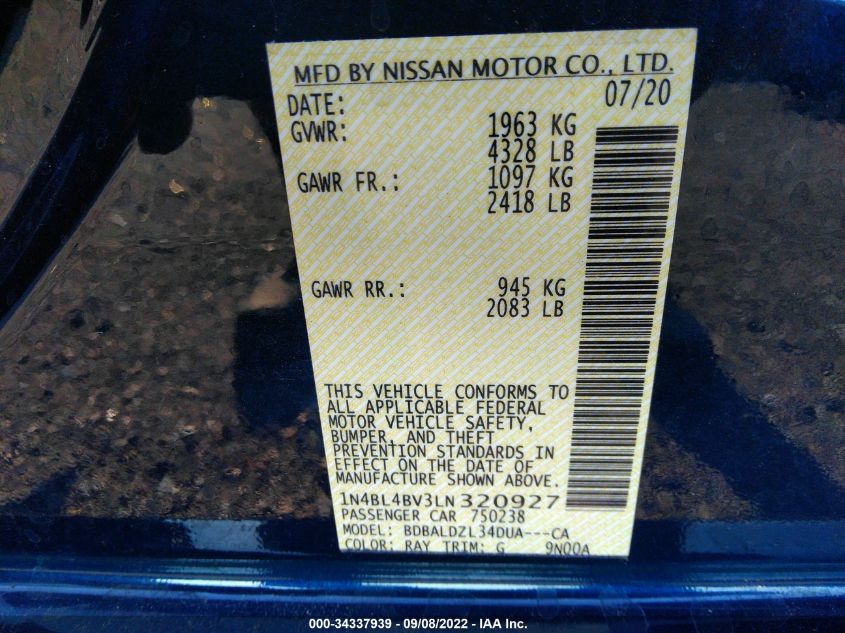 MFD BY NISSAN MOTOR CO., LTD.
DATE: 07/20
GVWR: 1963 KG
4328 LB
GAWR FR.: 1097 KG
2418 LB
GAWR RR.: 945 KG
2083 LB
THIS VEHICLE CONFORMS TO
ALL APPLICABLE FEDERAL
MOTOR VEHICLE SAFETY,
BUMPER, AND THEFT
PREVENTION STANDARDS IN
EFFECT ON THE DATE OF
MANUFACTURE SHOWN ABOVE.
1N4BL4BV3LN320927
PASSENGER CAR 750238
MODEL: BDBALDZL34DUA---CA
COLOR: RAY TRIM: G 9N00A
000-34337939 - 09/08/2022 - IAA Inc.